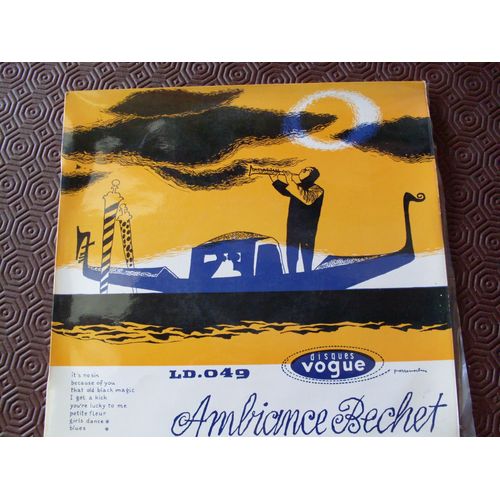 LD.049
disques
vogue
it's no sin
because of you
that old black magic
I get a kick
you're lucky to me
petite fleur
girls dance *
blues *
Ambiance Bechet